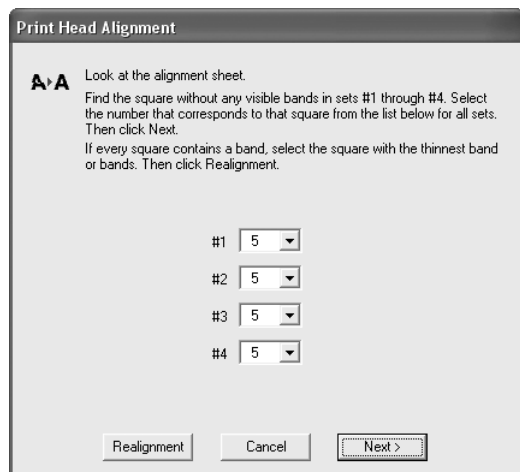 Print Head Alignment
A A
Look at the alignment sheet.
Find the square without any visible bands in sets #1 through #4. Select
the number that corresponds to that square from the list below for all sets.
Then click Next.
If every square contains a band, select the square with the thinnest band
or bands. Then click Realignment.
#1 5
#2 5
#3 5
#4 5
Realignment Cancel Next >